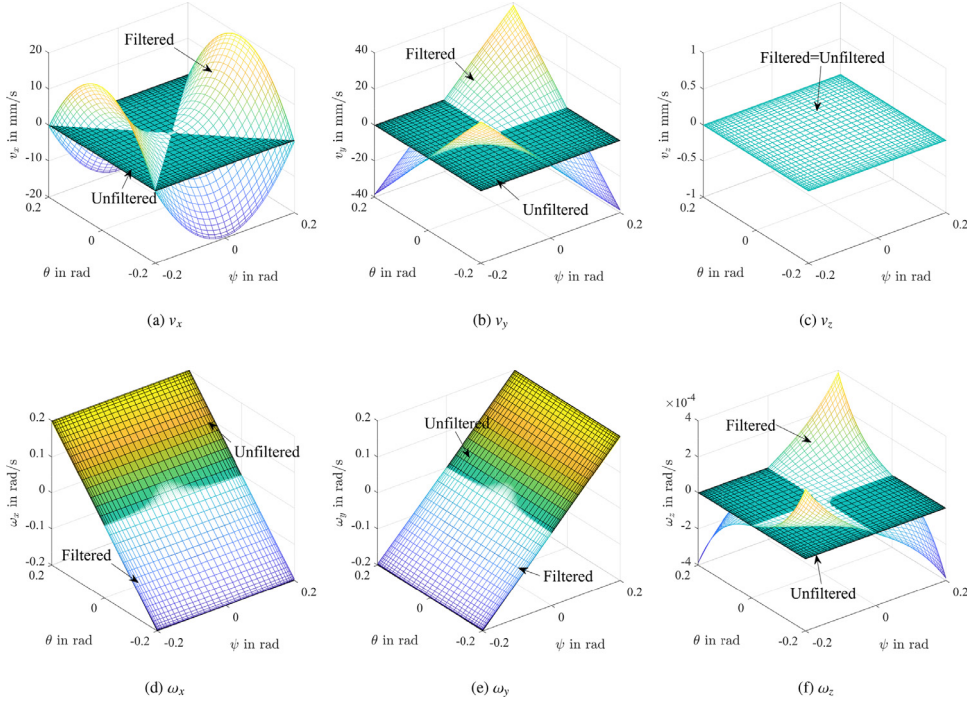 Filtered
Unfiltered
20
10
0
-10
-20
v_x in mm/s
0.2
0
-0.2
θ in rad
-0.2
0
0.2
ψ in rad
(a) v_x
Filtered
Unfiltered
40
20
0
20
40
v_y in mm/s
0.2
0
-0.2
θ in rad
-0.2
0
0.2
ψ in rad
(b) v_y
Filtered=Unfiltered
1
0.5
0
-0.5
-1
v_z in mm/s
0.2
0
-0.2
θ in rad
-0.2
0
0.2
ψ in rad
(c) v_z
Unfiltered
Filtered
0.2
0.1
0
-0.1
-0.2
ω_x in rad/s
0.2
0
-0.2
θ in rad
-0.2
0
0.2
ψ in rad
(d) ω_x
Unfiltered
Filtered
0.2
0.1
0
-0.1
-0.2
ω_y in rad/s
0.2
0
-0.2
θ in rad
-0.2
0
0.2
ψ in rad
(e) ω_y
×10⁻⁴
Filtered
Unfiltered
4
2
0
-2
-4
ω_z in rad/s
0.2
0
-0.2
θ in rad
-0.2
0
0.2
ψ in rad
(f) ω_z